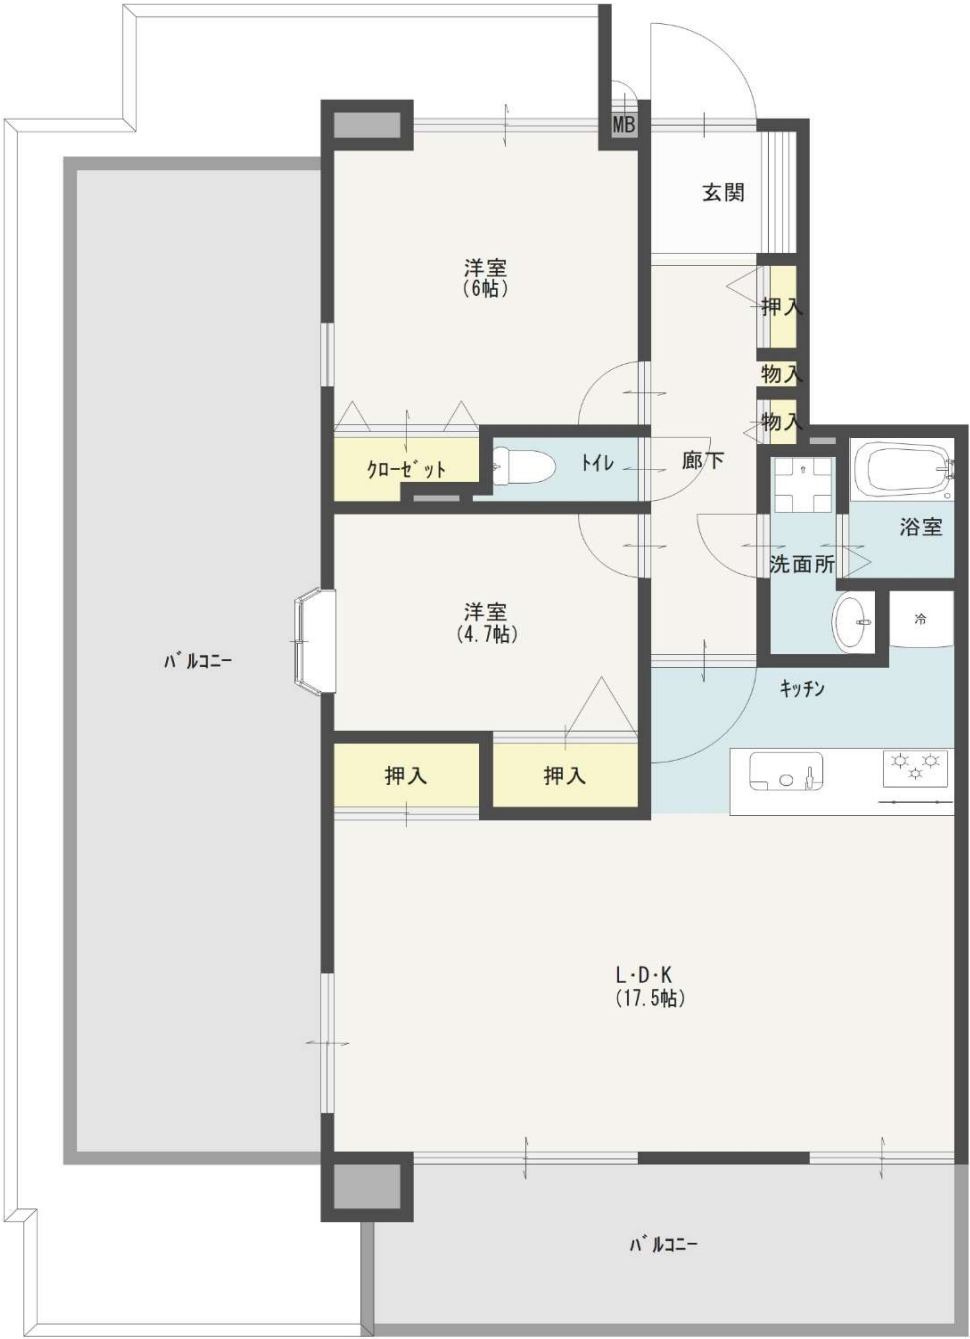 MB
玄関
洋室
(6帖)
押入
物入
物入
クローゼット
トイレ
廊下
浴室
洗面所
洋室
(4.7帖)
冷
バルコニー
キッチン
押入
押入
L・D・K
(17.5帖)
バルコニー